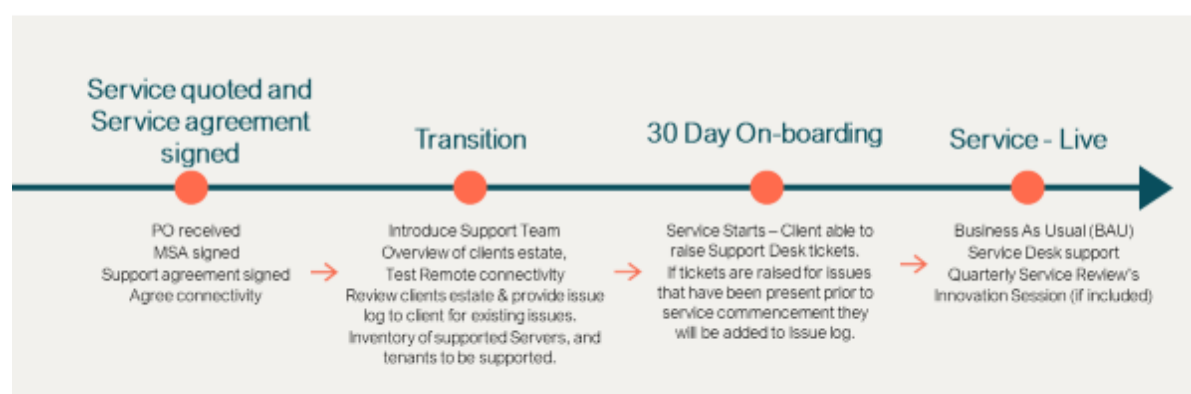 Service quoted and
Service agreement
signed
PO received
MSA signed
Support agreement signed
Agree connectivity
Transition
Introduce Support Team
Overview of clients estate,
Test Remote connectivity
Review clients estate & provide issue
log to client for existing issues.
Inventory of supported Servers, and
tenants to be supported.
30 Day On-boarding
Service Starts – Client able to
raise Support Desk tickets.
If tickets are raised for issues
that have been present prior to
service commencement they
will be added to Issue log.
Service - Live
Business As Usual (BAU)
Service Desk support
Quarterly Service Review's
Innovation Session (if included)